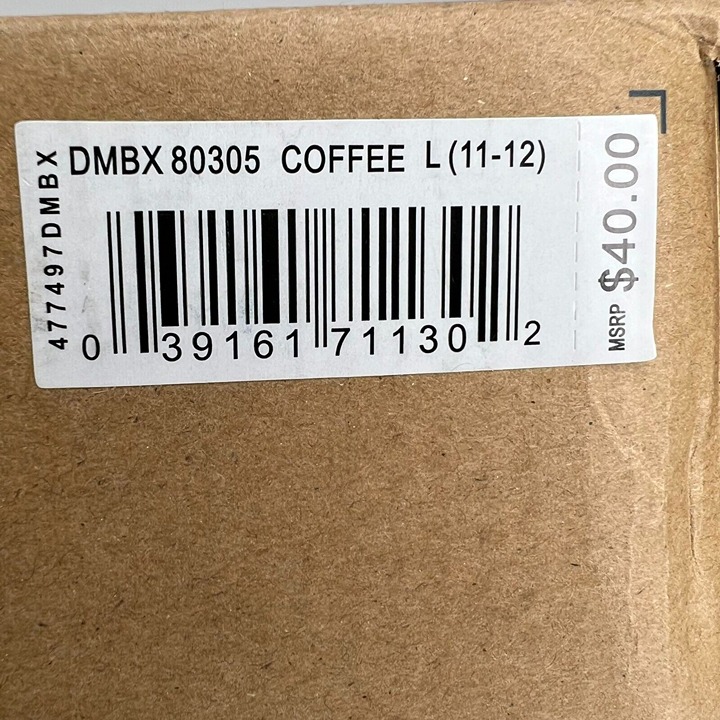 477497DMBX
DMBX 80305 COFFEE L (11-12)
0 39161 71130 2
MSRP $40.00